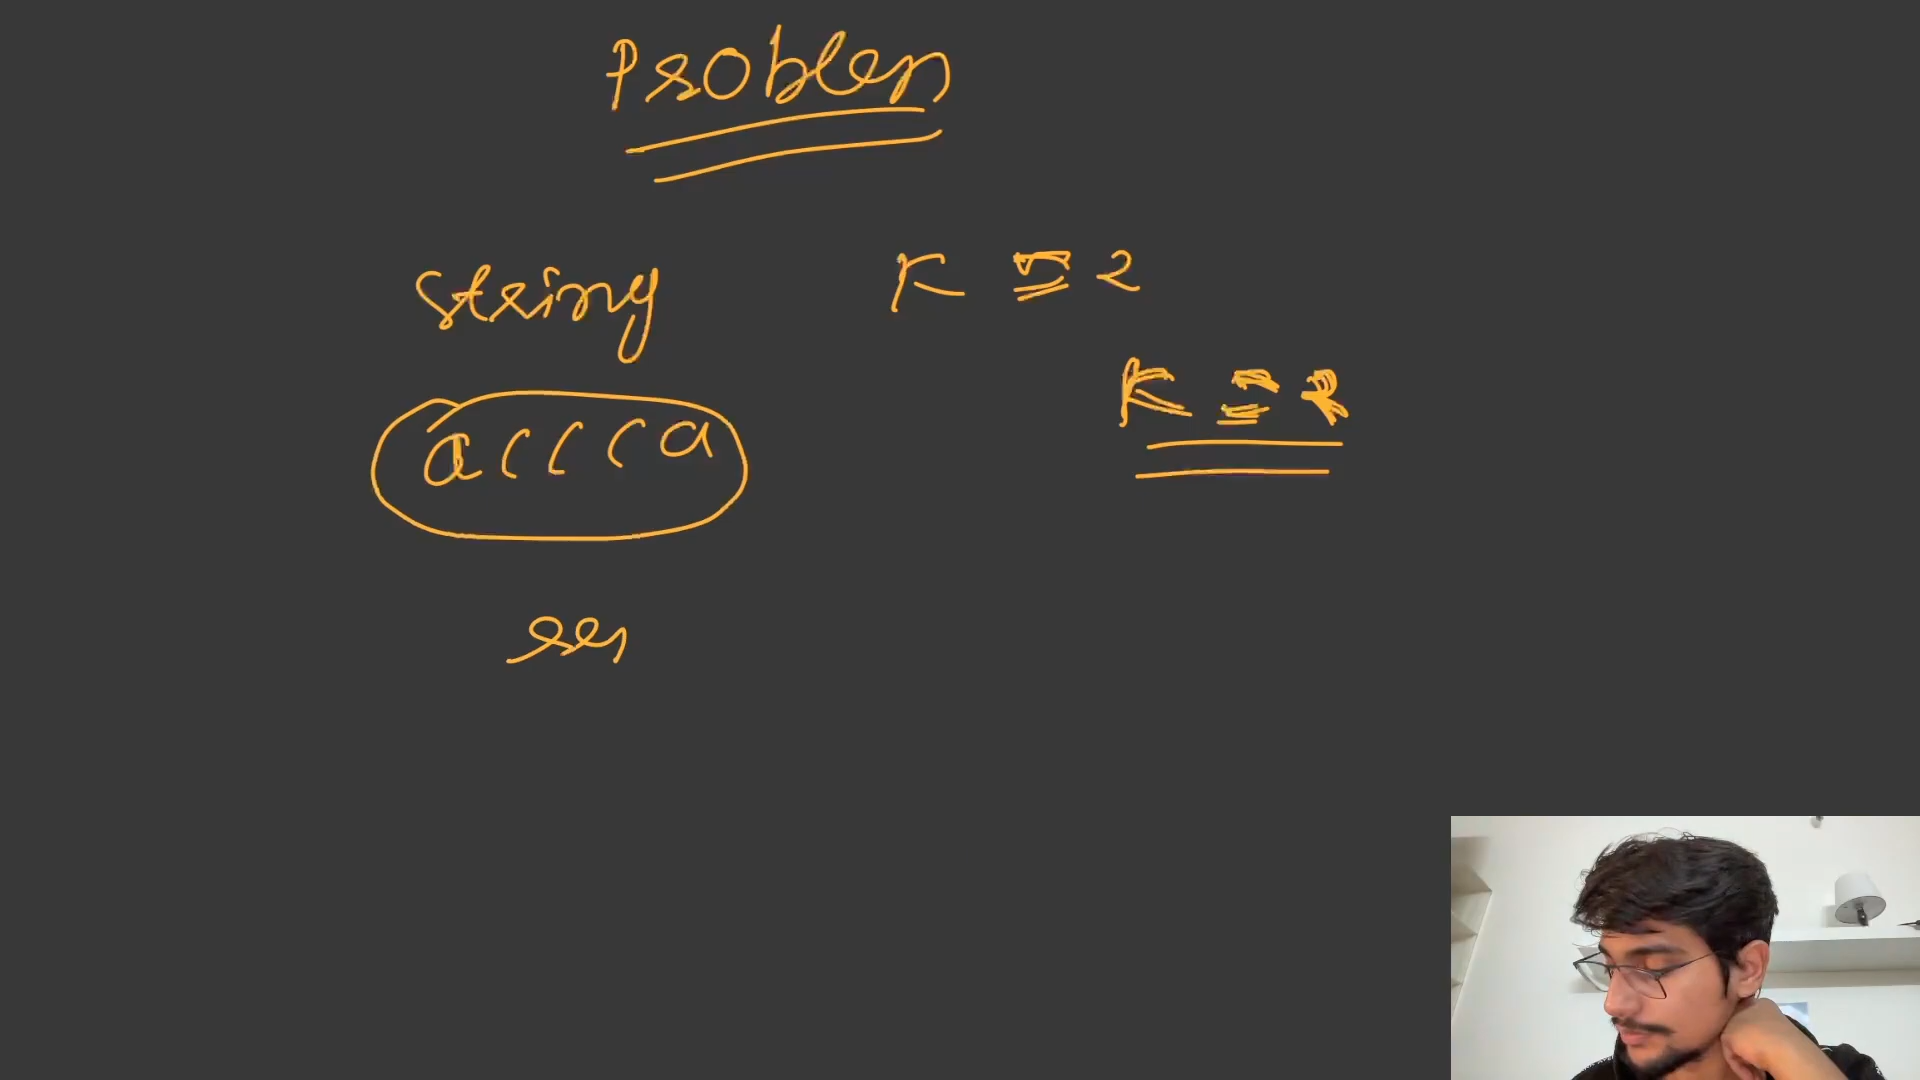 Problem
string K = 2
accca
K = 2